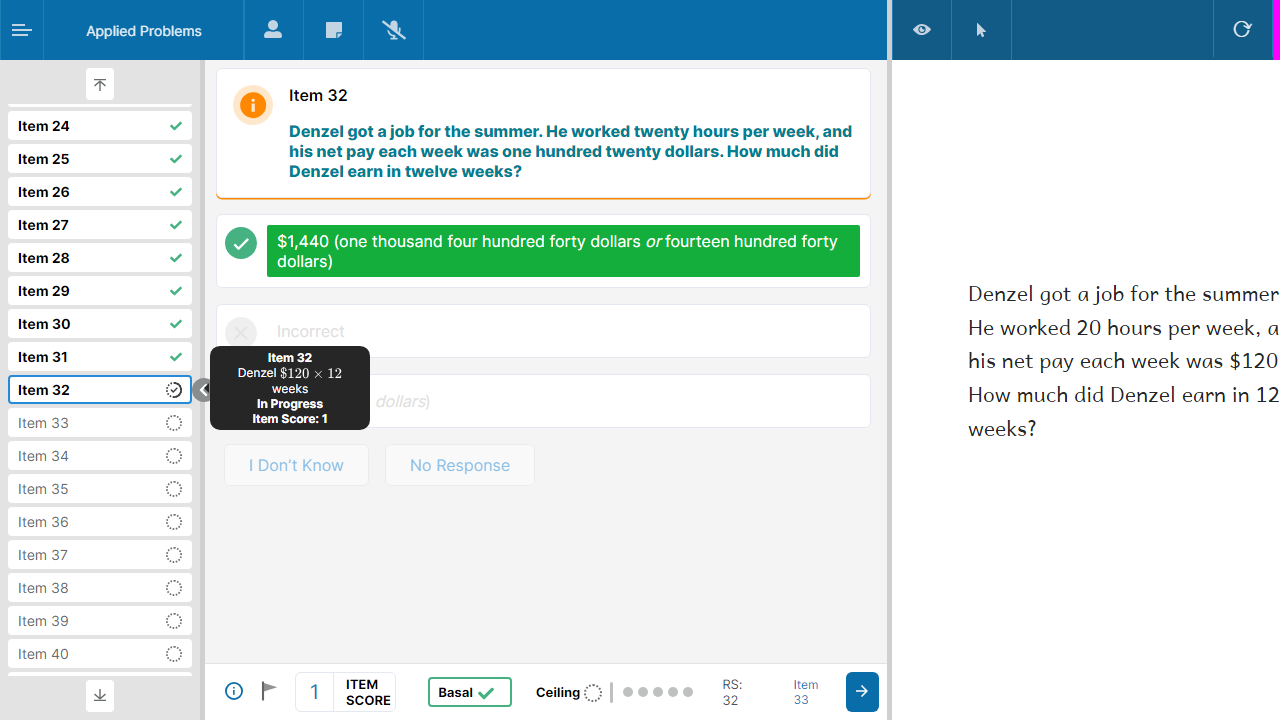 Applied Problems
Item 24
Item 25
Item 26
Item 27
Item 28
Item 29
Item 30
Item 31
Item 32
Item 33
Item 34
Item 35
Item 36
Item 37
Item 38
Item 39
Item 40
Item 32
Denzel got a job for the summer. He worked twenty hours per week, and
his net pay each week was one hundred twenty dollars. How much did
Denzel earn in twelve weeks?
$1,440 (one thousand four hundred forty dollars or fourteen hundred forty
dollars)
Incorrect
Item 32
Denzel $120 × 12
weeks
In Progress
Item Score: 1
dollars)
I Don't Know
No Response
1
ITEM
SCORE
Basal
Ceiling
RS:
32
Item
33
Denzel got a job for the summer
He worked 20 hours per week, a
his net pay each week was $120
How much did Denzel earn in 12
weeks?